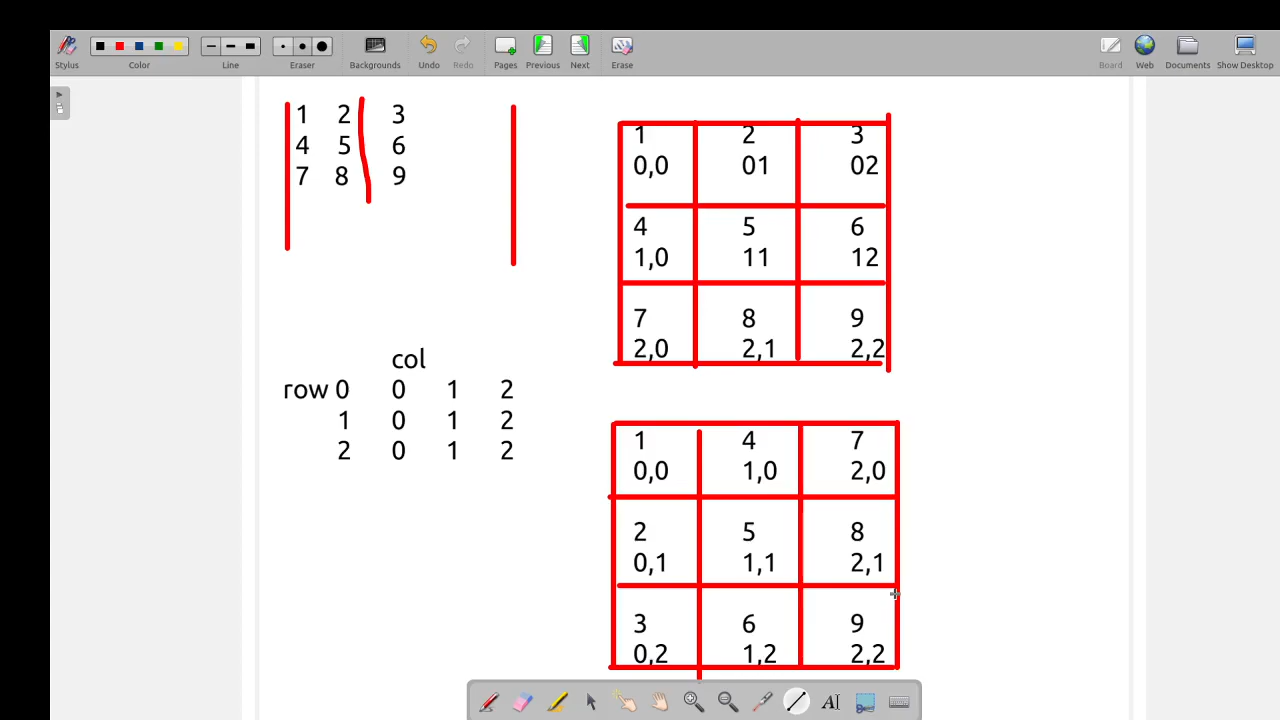 Stylus Color Line Eraser Backgrounds Undo Redo Pages Previous Next Erase Board Web Documents Show Desktop
1 2 3
4 5 6
7 8 9
col
row 0 0 1 2
1 0 1 2
2 0 1 2
1 2 3
0,0 01 02
4 5 6
1,0 11 12
7 8 9
2,0 2,1 2,2
1 4 7
0,0 1,0 2,0
2 5 8
0,1 1,1 2,1
3 6 9
0,2 1,2 2,2
AI